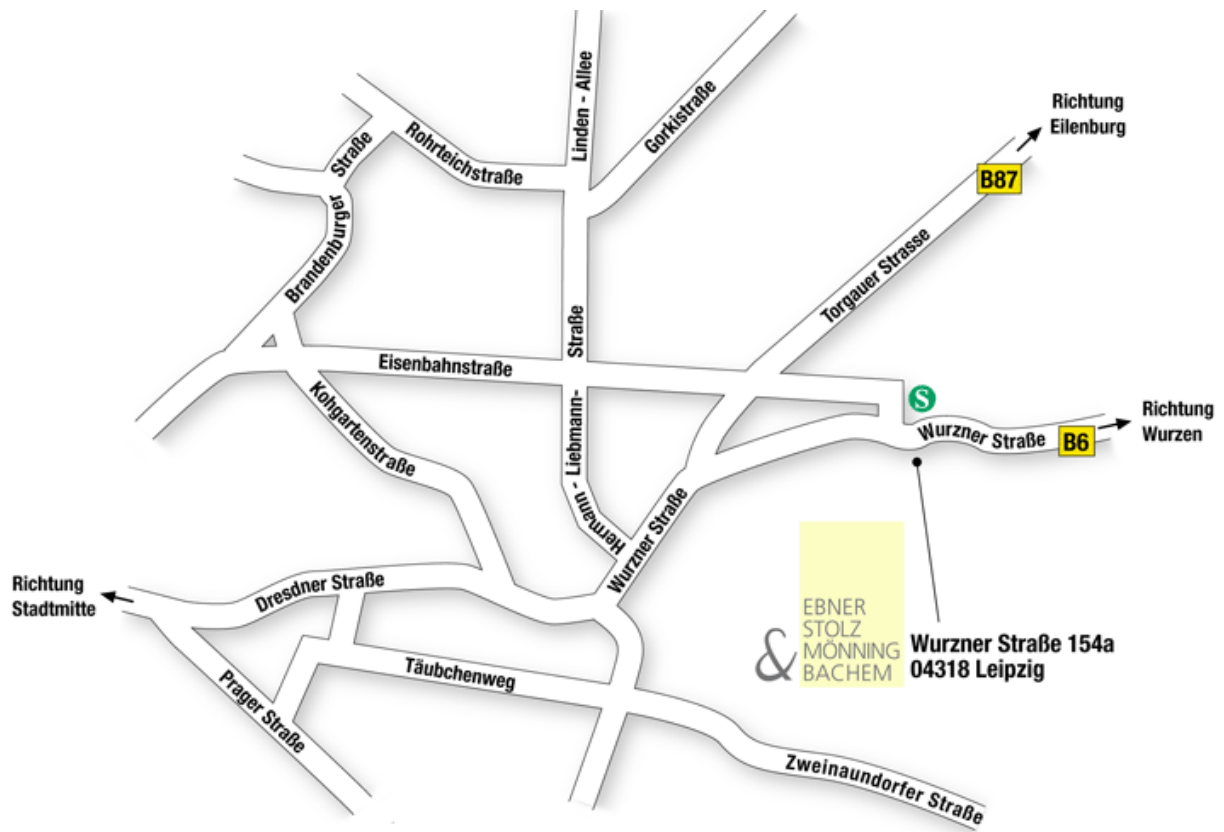 Richtung
Eilenburg
B87
Linden - Allee
Gorkistraße
Rohrteichstraße
Brandenburger Straße
Torgauer Strasse
Eisenbahnstraße
Hermann - Liebmann- Straße
Kohgartenstraße
S
Wurzner Straße
B6
Richtung
Wurzen
Wurzner Straße
Richtung
Stadtmitte
Dresdner Straße
Täubchenweg
Prager Straße
Zweinaundorfer Straße
EBNER
STOLZ
MÖNNING
& BACHEM
Wurzner Straße 154a
04318 Leipzig